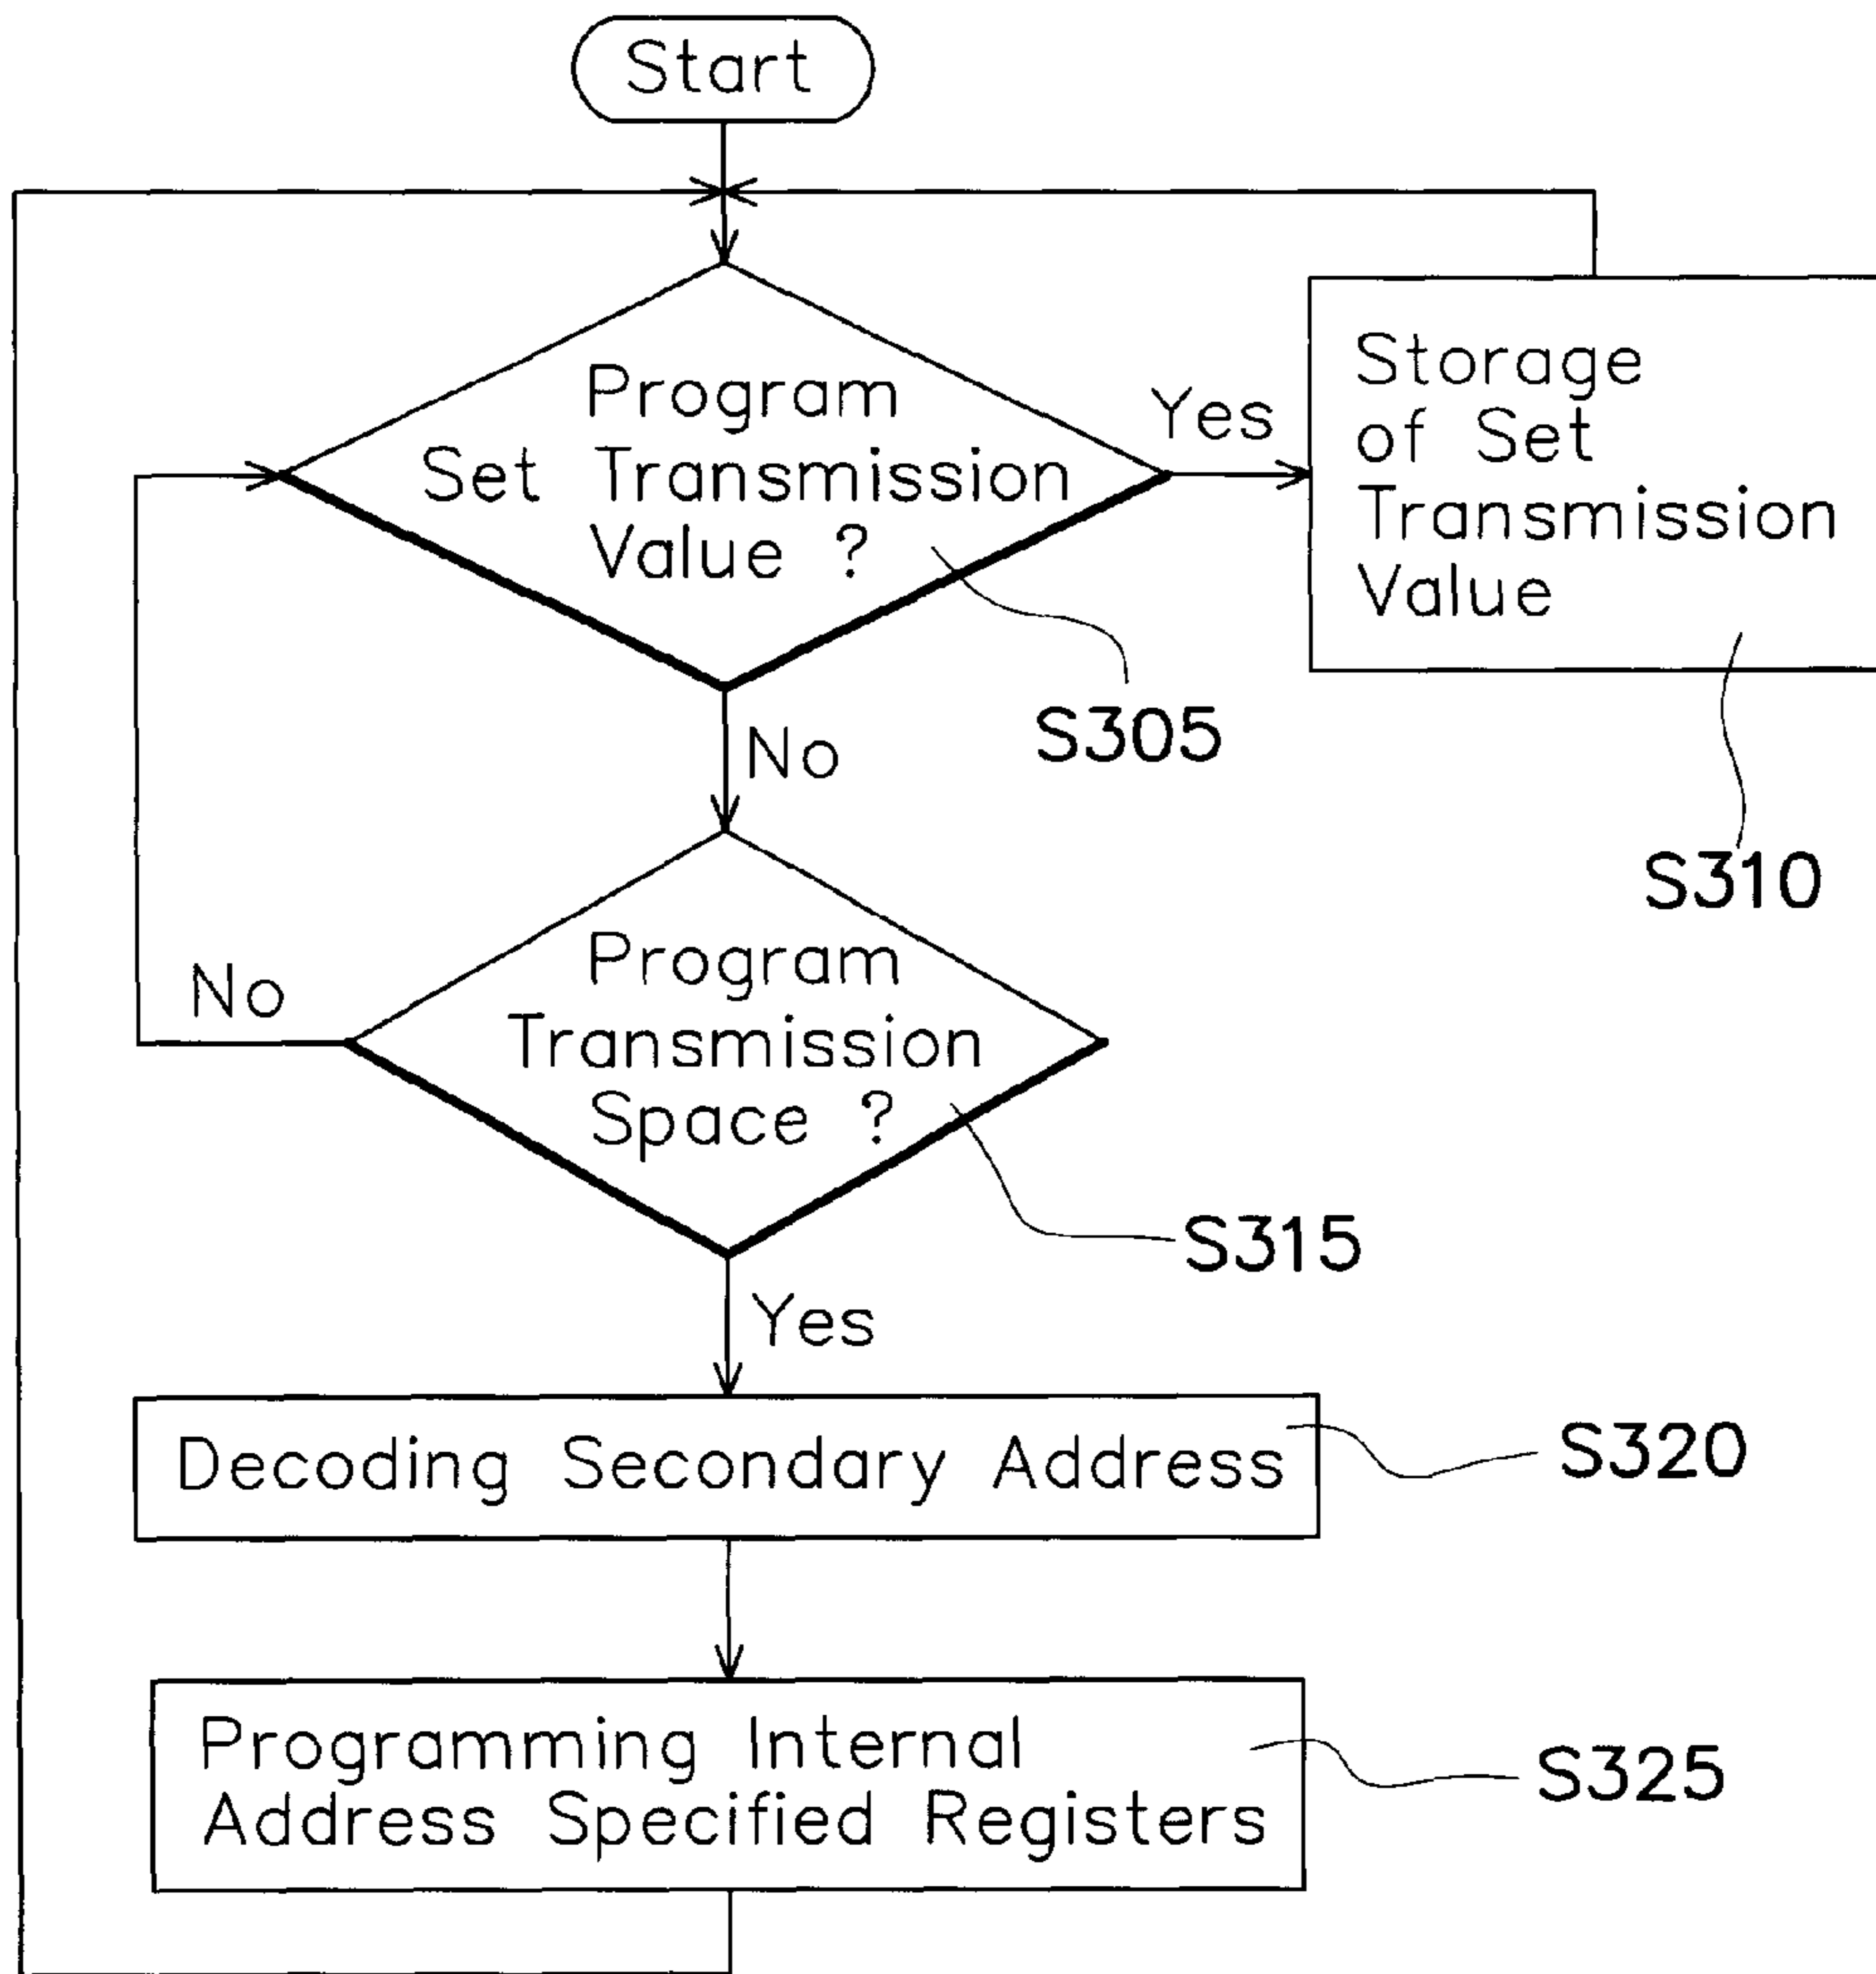 Start
Program
Set Transmission
Value ?
Yes
Storage
of Set
Transmission
Value
S305
No
S310
Program
Transmission
Space ?
No
S315
Yes
Decoding Secondary Address
S320
Programming Internal
Address Specified Registers
S325